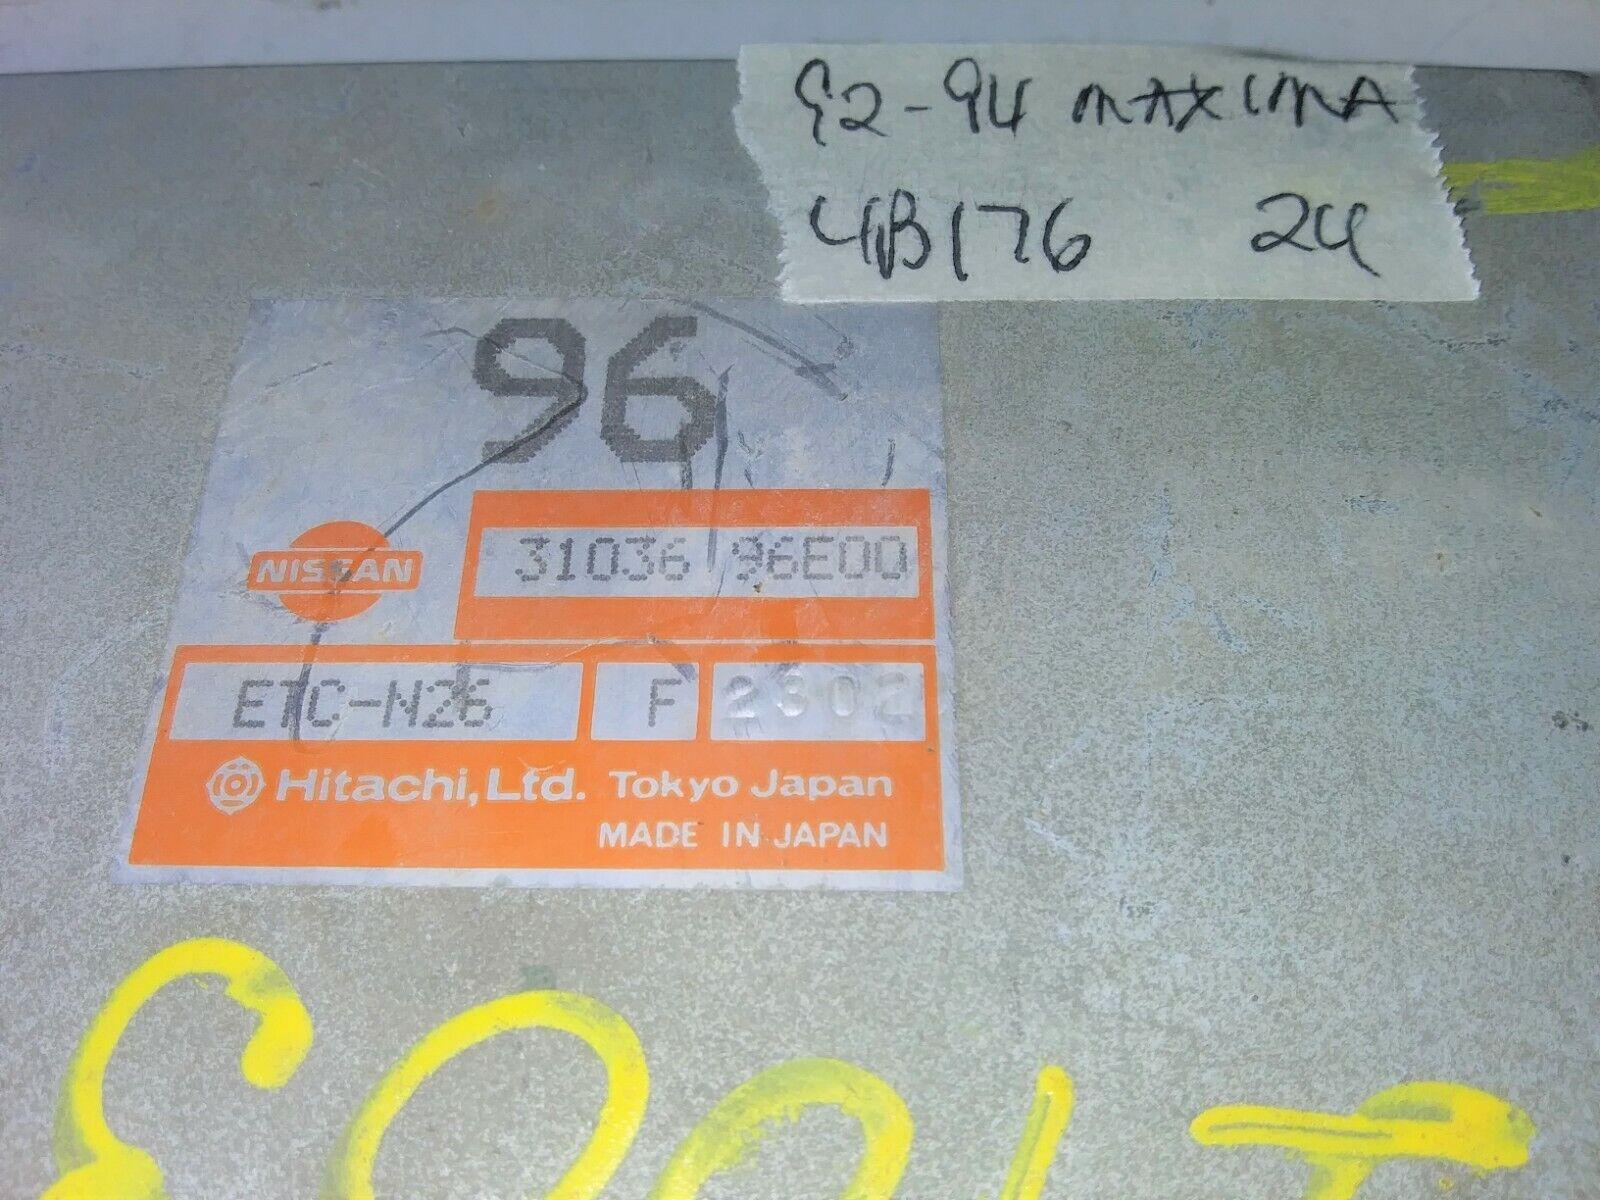 92-94 MAXIMA
4B176 24
96
NISSAN
31036 96E00
ETC-N26 F 2302
Hitachi, Ltd. Tokyo Japan
MADE IN JAPAN